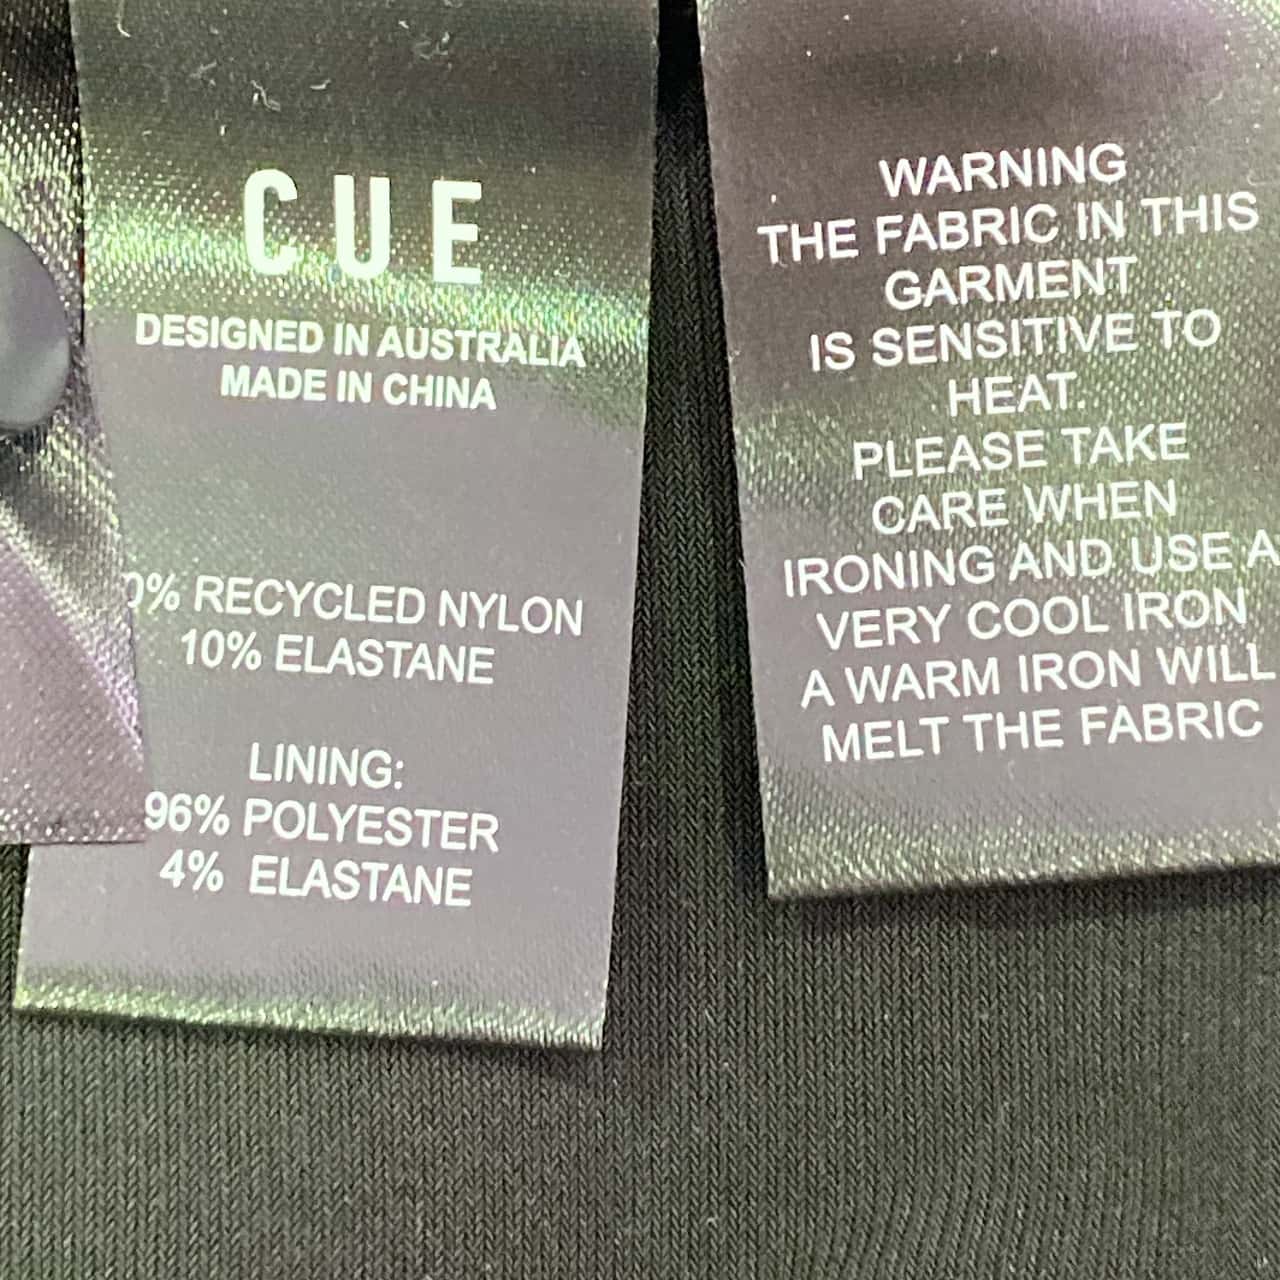 CUE
DESIGNED IN AUSTRALIA
MADE IN CHINA
0% RECYCLED NYLON
10% ELASTANE
LINING:
96% POLYESTER
4% ELASTANE
WARNING
THE FABRIC IN THIS
GARMENT
IS SENSITIVE TO
HEAT.
PLEASE TAKE
CARE WHEN
IRONING AND USE A
VERY COOL IRON
A WARM IRON WILL
MELT THE FABRIC